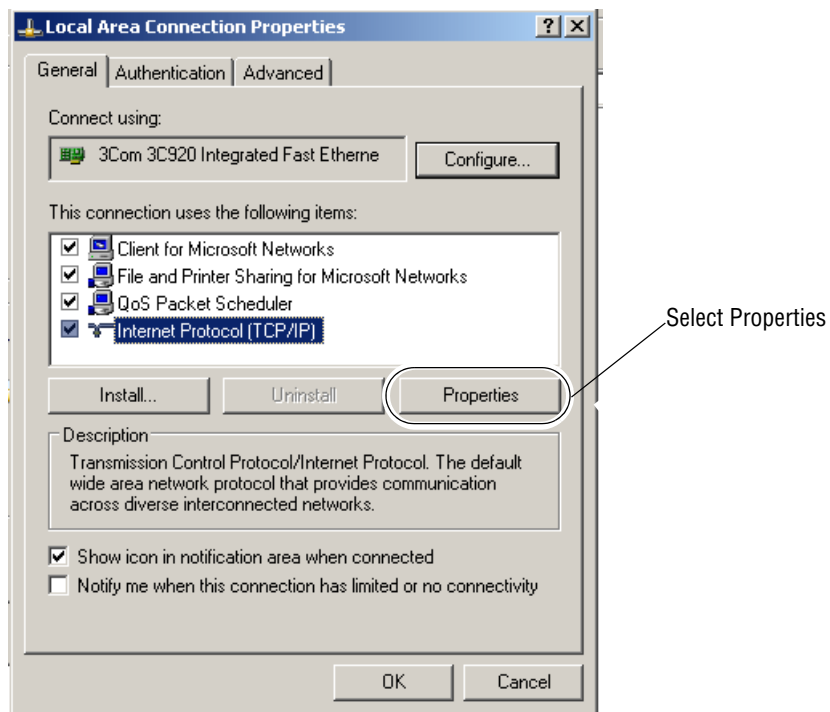 Local Area Connection Properties
General
Authentication
Advanced
Connect using:
3Com 3C920 Integrated Fast Etherne
Configure...
This connection uses the following items:
Client for Microsoft Networks
File and Printer Sharing for Microsoft Networks
QoS Packet Scheduler
Internet Protocol (TCP/IP)
Select Properties
Install...
Uninstall
Properties
Description
Transmission Control Protocol/Internet Protocol. The default
wide area network protocol that provides communication
across diverse interconnected networks.
Show icon in notification area when connected
Notify me when this connection has limited or no connectivity
OK
Cancel